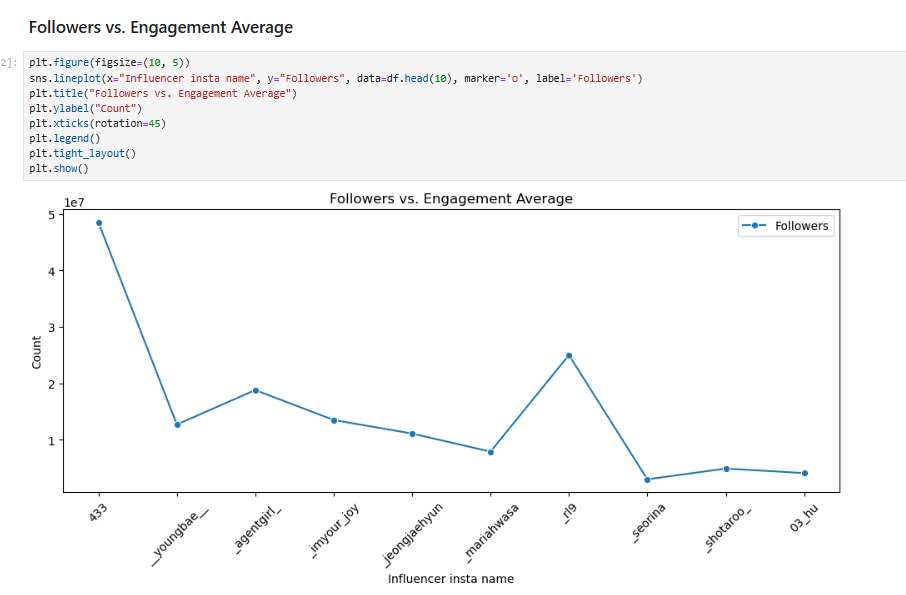 Followers vs. Engagement Average
2]: plt.figure(figsize=(10, 5))
sns.lineplot(x="Influencer insta name", y="Followers", data=df.head(10), marker='o', label='Followers')
plt.title("Followers vs. Engagement Average")
plt.ylabel("Count")
plt.xticks(rotation=45)
plt.legend()
plt.tight_layout()
plt.show()
Followers vs. Engagement Average
1e7
Followers
5
4
3
2
1
Count
433
__youngbae__
_agentgirl_
_imyour_joy
_jeongjaehyun
_mariahwasa
_rl9
_seorina
_shotaroo_
03_hu
Influencer insta name